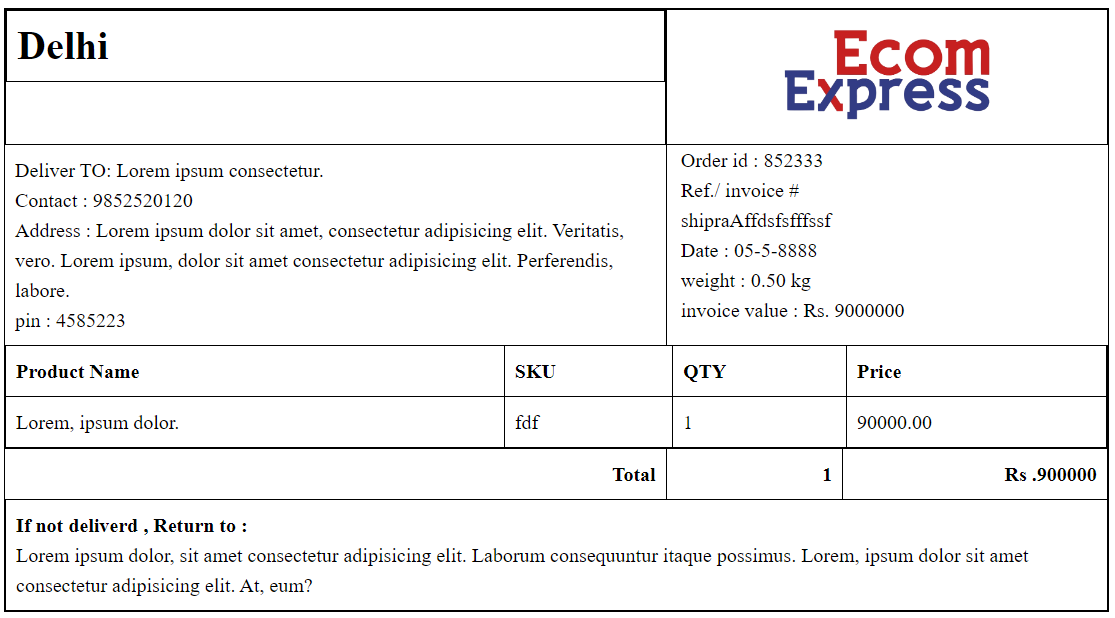 Delhi
Ecom
Express
Deliver TO: Lorem ipsum consectetur.
Contact : 9852520120
Address : Lorem ipsum dolor sit amet, consectetur adipisicing elit. Veritatis,
vero. Lorem ipsum, dolor sit amet consectetur adipisicing elit. Perferendis,
labore.
pin : 4585223
Order id : 852333
Ref./ invoice #
shipraAffdsfsfffssf
Date : 05-5-8888
weight : 0.50 kg
invoice value : Rs. 9000000
Product Name SKU QTY Price
Lorem, ipsum dolor. fdf 1 90000.00
Total 1 Rs .900000
If not deliverd , Return to :
Lorem ipsum dolor, sit amet consectetur adipisicing elit. Laborum consequuntur itaque possimus. Lorem, ipsum dolor sit amet
consectetur adipisicing elit. At, eum?